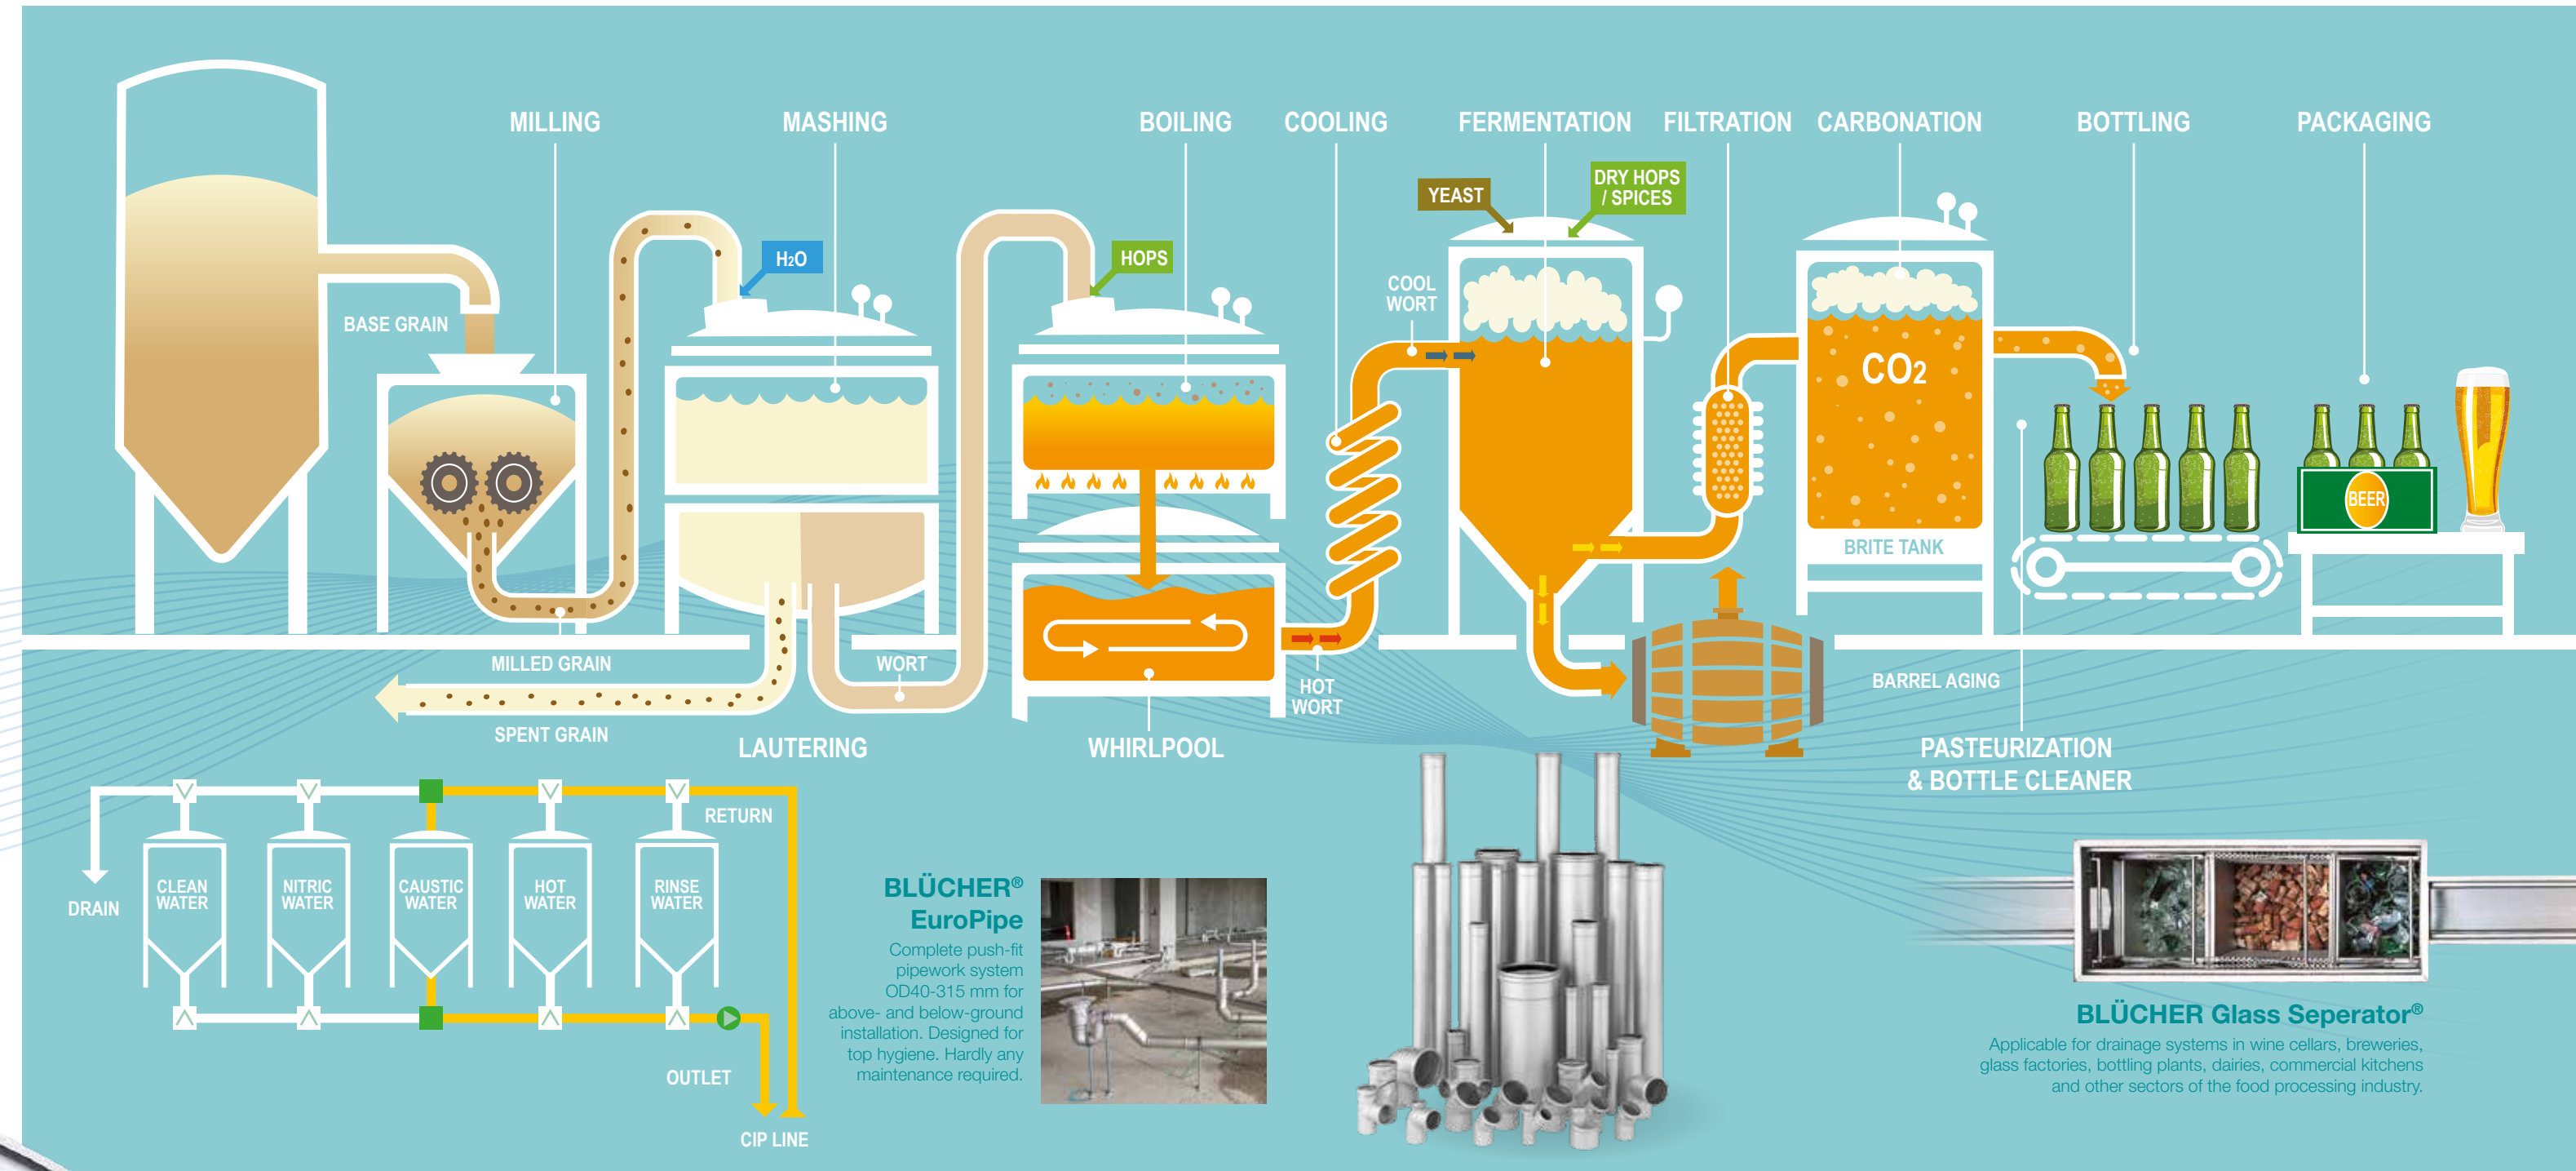 MILLING
MASHING
BOILING
COOLING
FERMENTATION
FILTRATION
CARBONATION
BOTTLING
PACKAGING
YEAST
DRY HOPS
/ SPICES
H2O
HOPS
BASE GRAIN
COOL
WORT
CO2
BEER
BRITE TANK
MILLED GRAIN
WORT
SPENT GRAIN
LAUTERING
WHIRLPOOL
HOT
WORT
BARREL AGING
PASTEURIZATION
& BOTTLE CLEANER
RETURN
DRAIN
CLEAN
WATER
NITRIC
WATER
CAUSTIC
WATER
HOT
WATER
RINSE
WATER
OUTLET
CIP LINE
BLÜCHER®
EuroPipe
Complete push-fit
pipework system
OD40-315 mm for
above- and below-ground
installation. Designed for
top hygiene. Hardly any
maintenance required.
BLÜCHER Glass Seperator®
Applicable for drainage systems in wine cellars, breweries,
glass factories, bottling plants, dairies, commercial kitchens
and other sectors of the food processing industry.